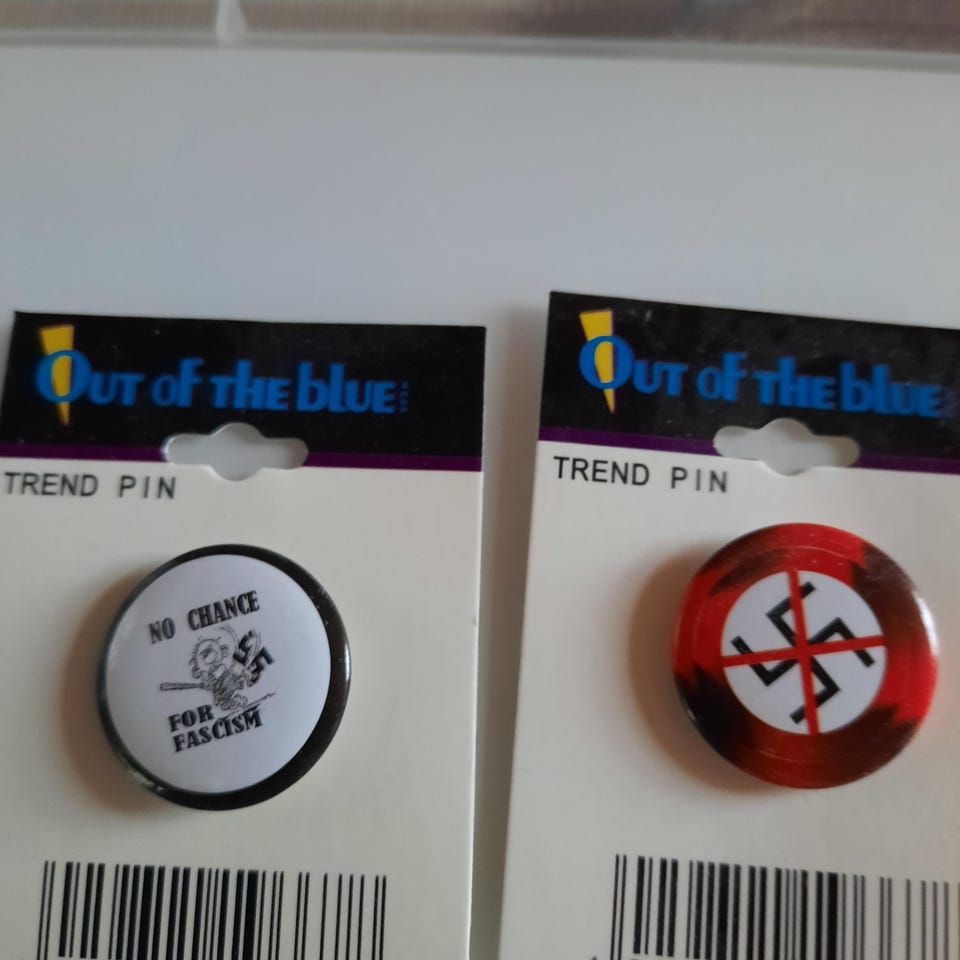 OUT OF THE BLUE...
TREND PIN
NO CHANCE
FOR
FASCISM
OUT OF THE BLUE...
TREND PIN